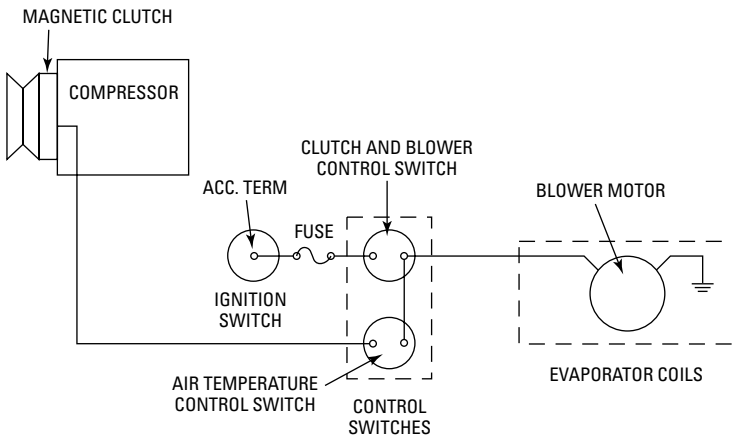 MAGNETIC CLUTCH
COMPRESSOR
CLUTCH AND BLOWER
CONTROL SWITCH
ACC. TERM
FUSE
BLOWER MOTOR
IGNITION
SWITCH
AIR TEMPERATURE
CONTROL SWITCH
CONTROL
SWITCHES
EVAPORATOR COILS